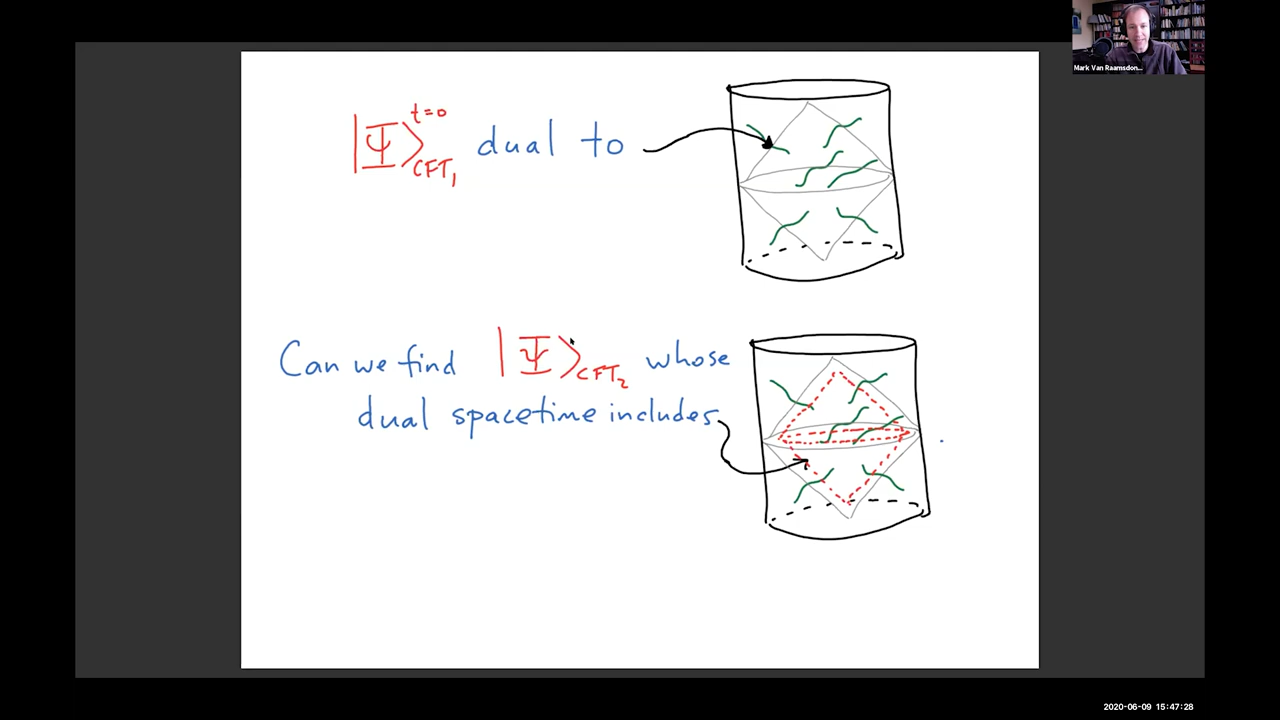 |Ψ⟩ t=0 CFT₁ dual to
Can we find |Ψ⟩CFT₂ whose
dual spacetime includes
.
Mark Van Raamsdon...
2020-06-09 15:47:28